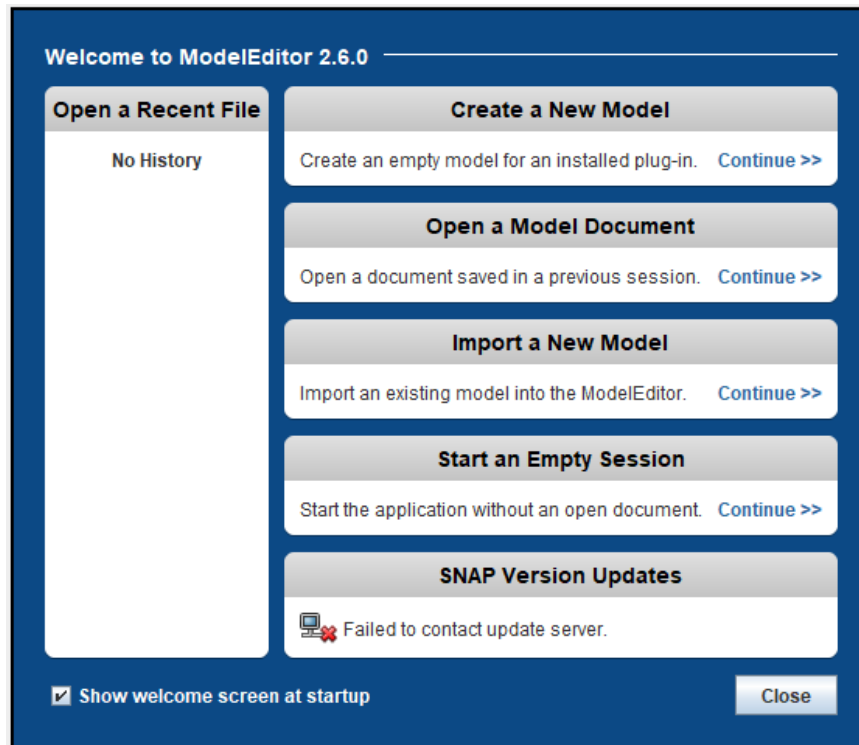 Welcome to ModelEditor 2.6.0
Open a Recent File
No History
Create a New Model
Create an empty model for an installed plug-in. Continue >>
Open a Model Document
Open a document saved in a previous session. Continue >>
Import a New Model
Import an existing model into the ModelEditor. Continue >>
Start an Empty Session
Start the application without an open document. Continue >>
SNAP Version Updates
Failed to contact update server.
Show welcome screen at startup
Close